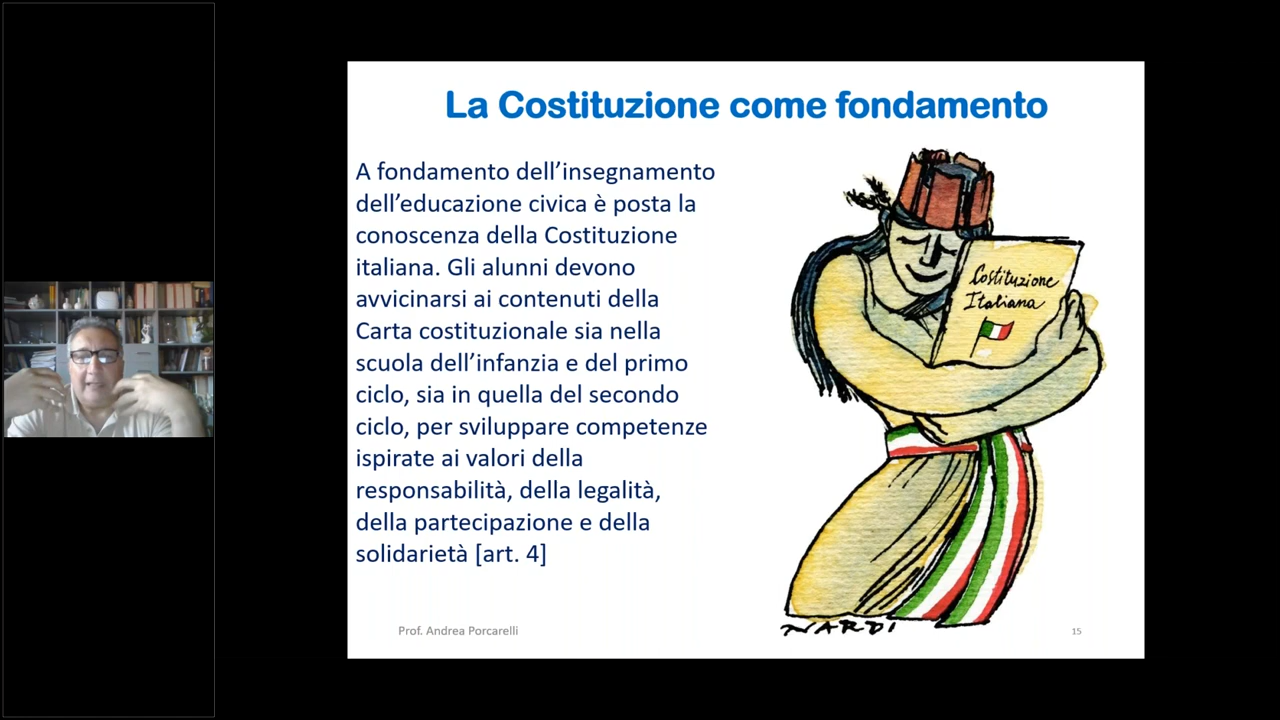 La Costituzione come fondamento
A fondamento dell’insegnamento
dell’educazione civica è posta la
conoscenza della Costituzione
italiana. Gli alunni devono
avvicinarsi ai contenuti della
Carta costituzionale sia nella
scuola dell’infanzia e del primo
ciclo, sia in quella del secondo
ciclo, per sviluppare competenze
ispirate ai valori della
responsabilità, della legalità,
della partecipazione e della
solidarietà [art. 4]
Costituzione
Italiana
NARDI
Prof. Andrea Porcarelli
15